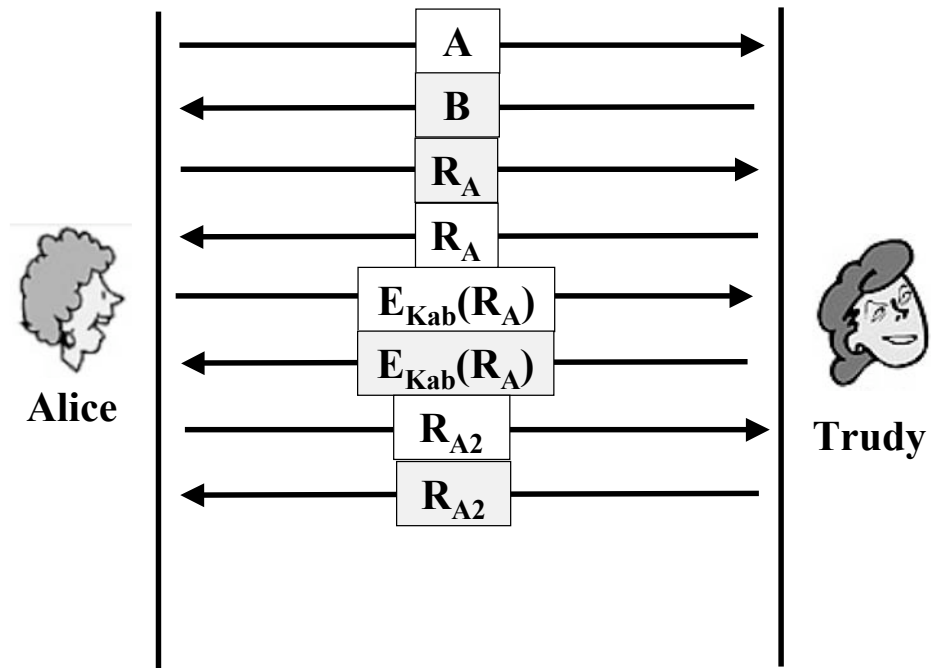 A
B
R_A
R_A
E_Kab(R_A)
E_Kab(R_A)
Alice
R_A2
Trudy
R_A2